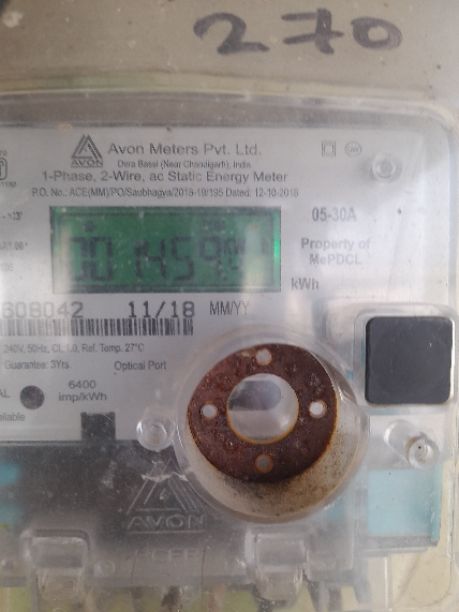 270
Avon Meters Pvt. Ltd.
AVON
Dera Bassi (Near Chandigarh), India
1-Phase, 2-Wire, ac Static Energy Meter
P.O. No.: ACE(MM)/PO/Saubhagya/2018-19/195 Dated: 12-10-2018
05-30A
Property of
MePDCL
kWh
608042 11/18 MM/YY
240V, 50Hz, Cl. 1.0, Ref. Temp. 27°C
Guarantee: 3Yrs Optical Port
6400
imp/kWh
AVON